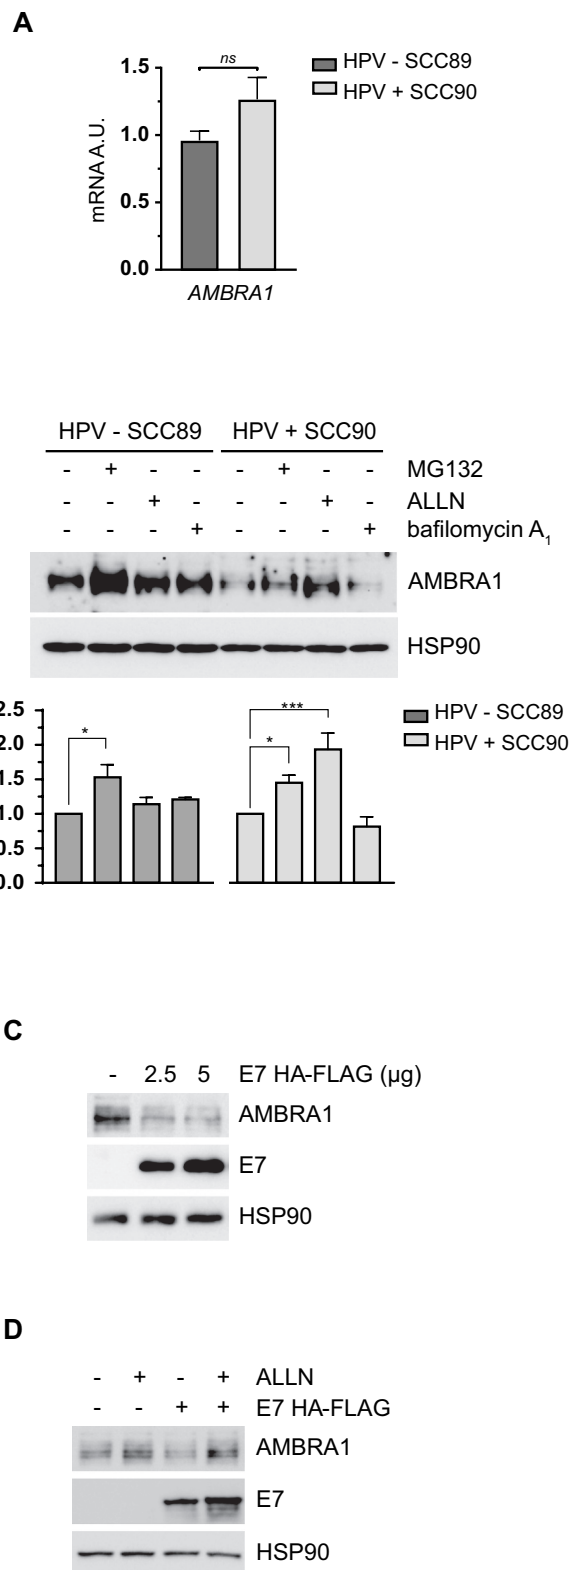 A
ns
HPV - SCC89
HPV + SCC90
1.5
1.0
0.5
0.0
mRNA A.U.
AMBRA1
HPV - SCC89 HPV + SCC90
- + - - - + - - MG132
- - + - - - + - ALLN
- - - + - - - + bafilomycin A1
AMBRA1
HSP90
2.5
2.0
1.5
1.0
0.5
0.0
*
*
***
HPV - SCC89
HPV + SCC90
C
- 2.5 5 E7 HA-FLAG (µg)
AMBRA1
E7
HSP90
D
- + - + ALLN
- - + + E7 HA-FLAG
AMBRA1
E7
HSP90